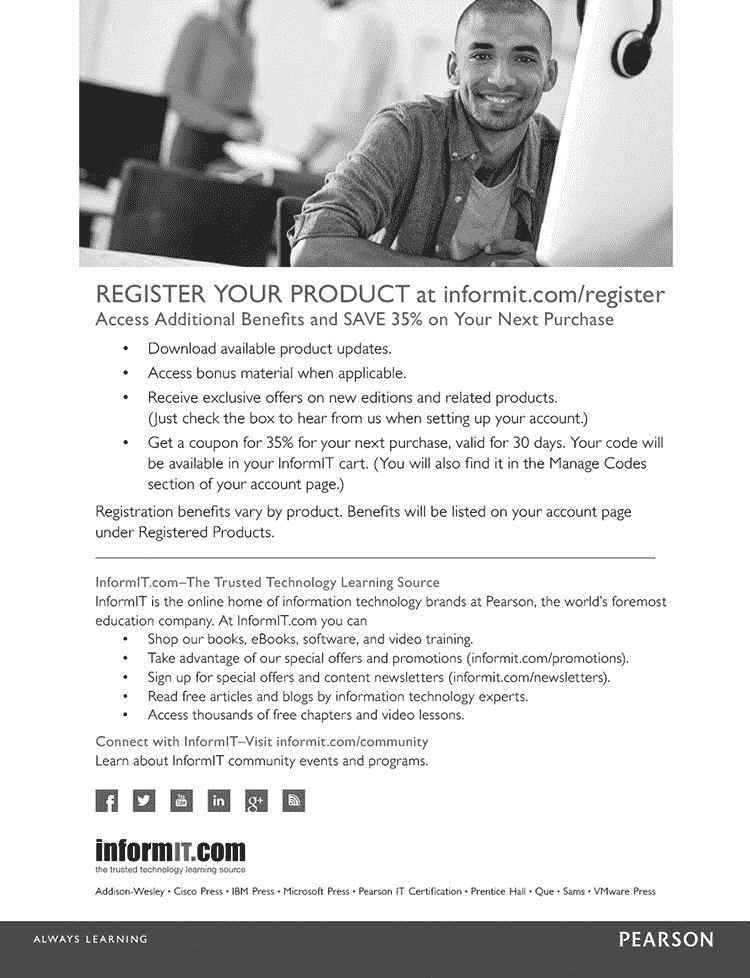 REGISTER YOUR PRODUCT at informit.com/register
Access Additional Benefits and SAVE 35% on Your Next Purchase
• Download available product updates.
• Access bonus material when applicable.
• Receive exclusive offers on new editions and related products.
(Just check the box to hear from us when setting up your account.)
• Get a coupon for 35% for your next purchase, valid for 30 days. Your code will
be available in your InformIT cart. (You will also find it in the Manage Codes
section of your account page.)
Registration benefits vary by product. Benefits will be listed on your account page
under Registered Products.
InformIT.com–The Trusted Technology Learning Source
InformIT is the online home of information technology brands at Pearson, the world's foremost
education company. At InformIT.com you can
• Shop our books, eBooks, software, and video training.
• Take advantage of our special offers and promotions (informit.com/promotions).
• Sign up for special offers and content newsletters (informit.com/newsletters).
• Read free articles and blogs by information technology experts.
• Access thousands of free chapters and video lessons.
Connect with InformIT–Visit informit.com/community
Learn about InformIT community events and programs.
f You Tube in g+
informIT.com
the trusted technology learning source
Addison-Wesley • Cisco Press • IBM Press • Microsoft Press • Pearson IT Certification • Prentice Hall • Que • Sams • VMware Press
ALWAYS LEARNING PEARSON